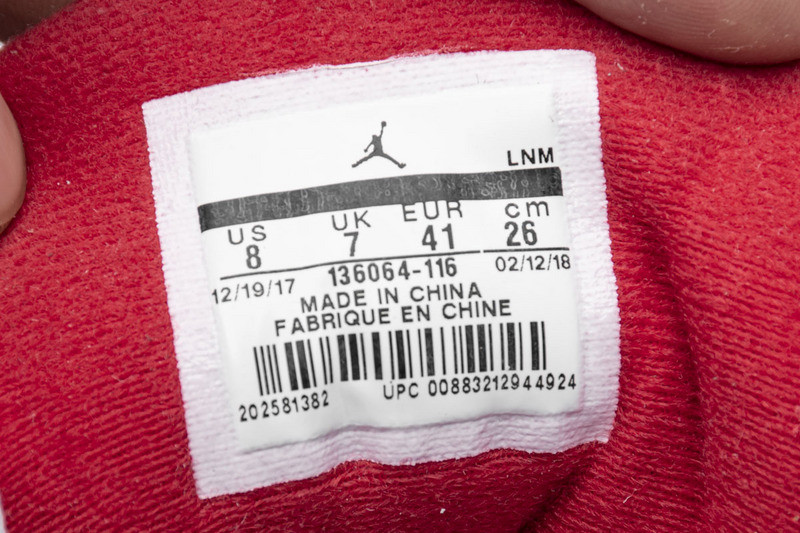 LNM
US UK EUR cm
8 7 41 26
12/19/17 136064-116 02/12/18
MADE IN CHINA
FABRIQUE EN CHINE
202581382 UPC 00883212944924